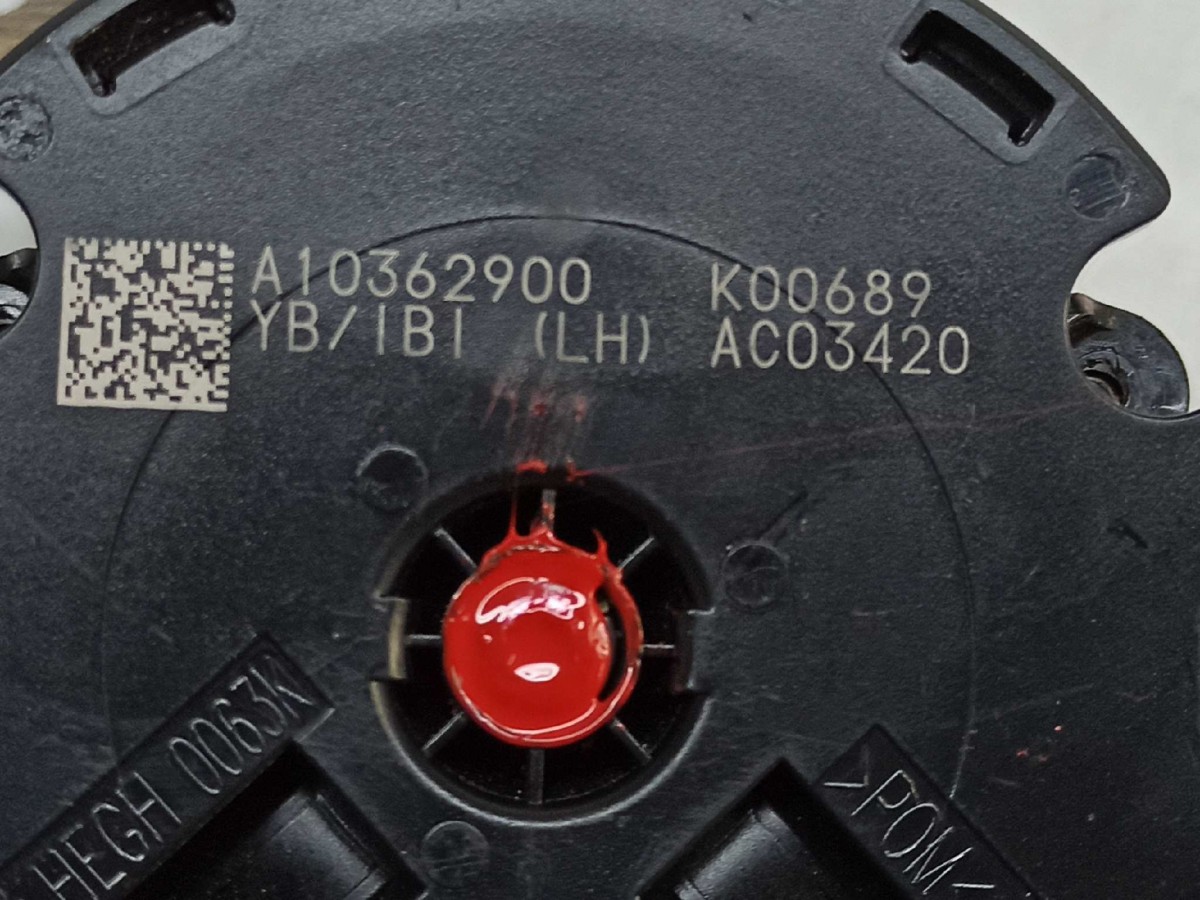 A10362900 K00689
YB/IBI (LH) AC03420
HEGH 0063K
>POM<